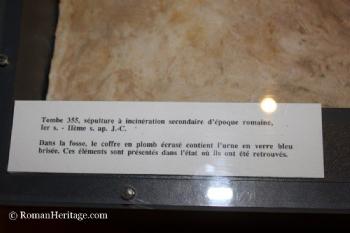 Tombe 355, sépulture à incinération secondaire d'époque romaine,
Ier s. - IIème s. ap. J.-C.
Dans la fosse, le coffre en plomb écrasé contient l'urne en verre bleu
brisée. Ces éléments sont présentés dans l'état où ils ont été retrouvés.
© RomanHeritage.com